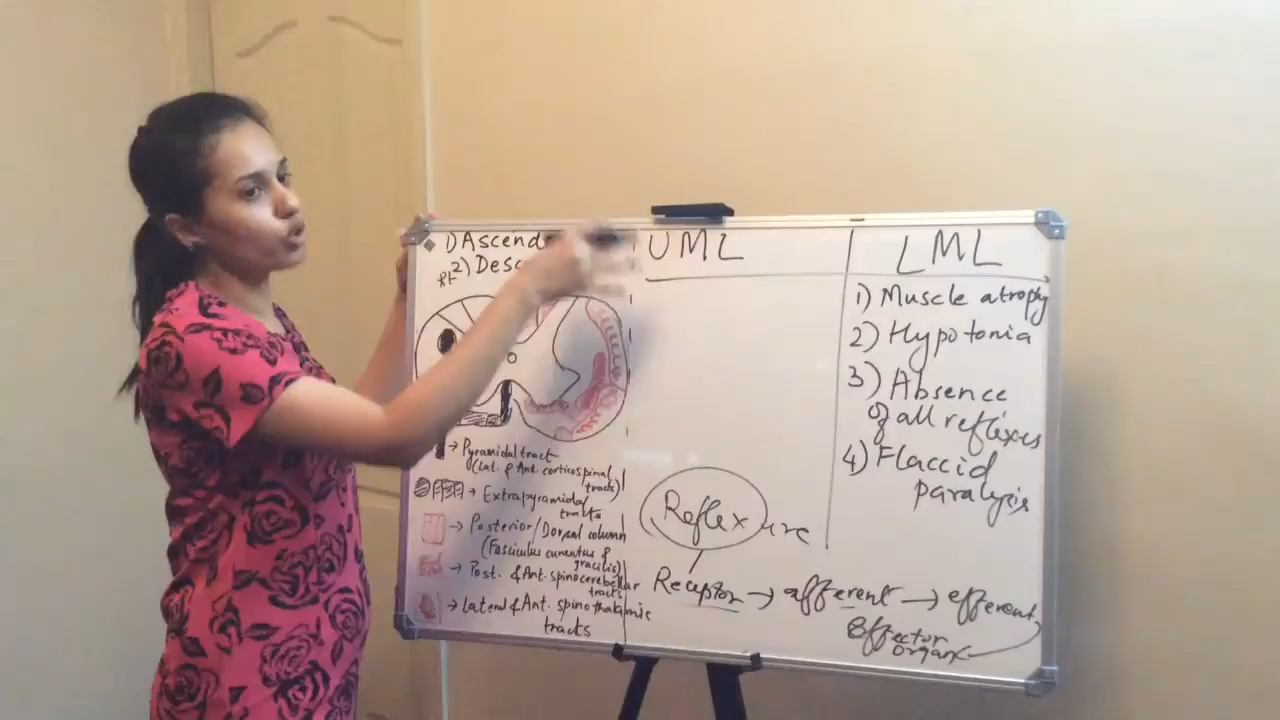 1) Ascend
2) Desc
UML
LML
1) Muscle atrophy
2) Hypotonia
3) Absence
of all reflexes
4) Flaccid
paralysis
→ Pyramidal tract
(Lat. & Ant. corticospinal
tracts)
→ Extrapyramidal
tracts
→ Posterior/Dorsal column
(Fasciculus cuneatus &
gracilis)
→ Post. & Ant. spinocerebellar
tracts
→ Lateral & Ant. spinothalamic
tracts
Reflex arc
Receptor → afferent → efferent
Effector
organ